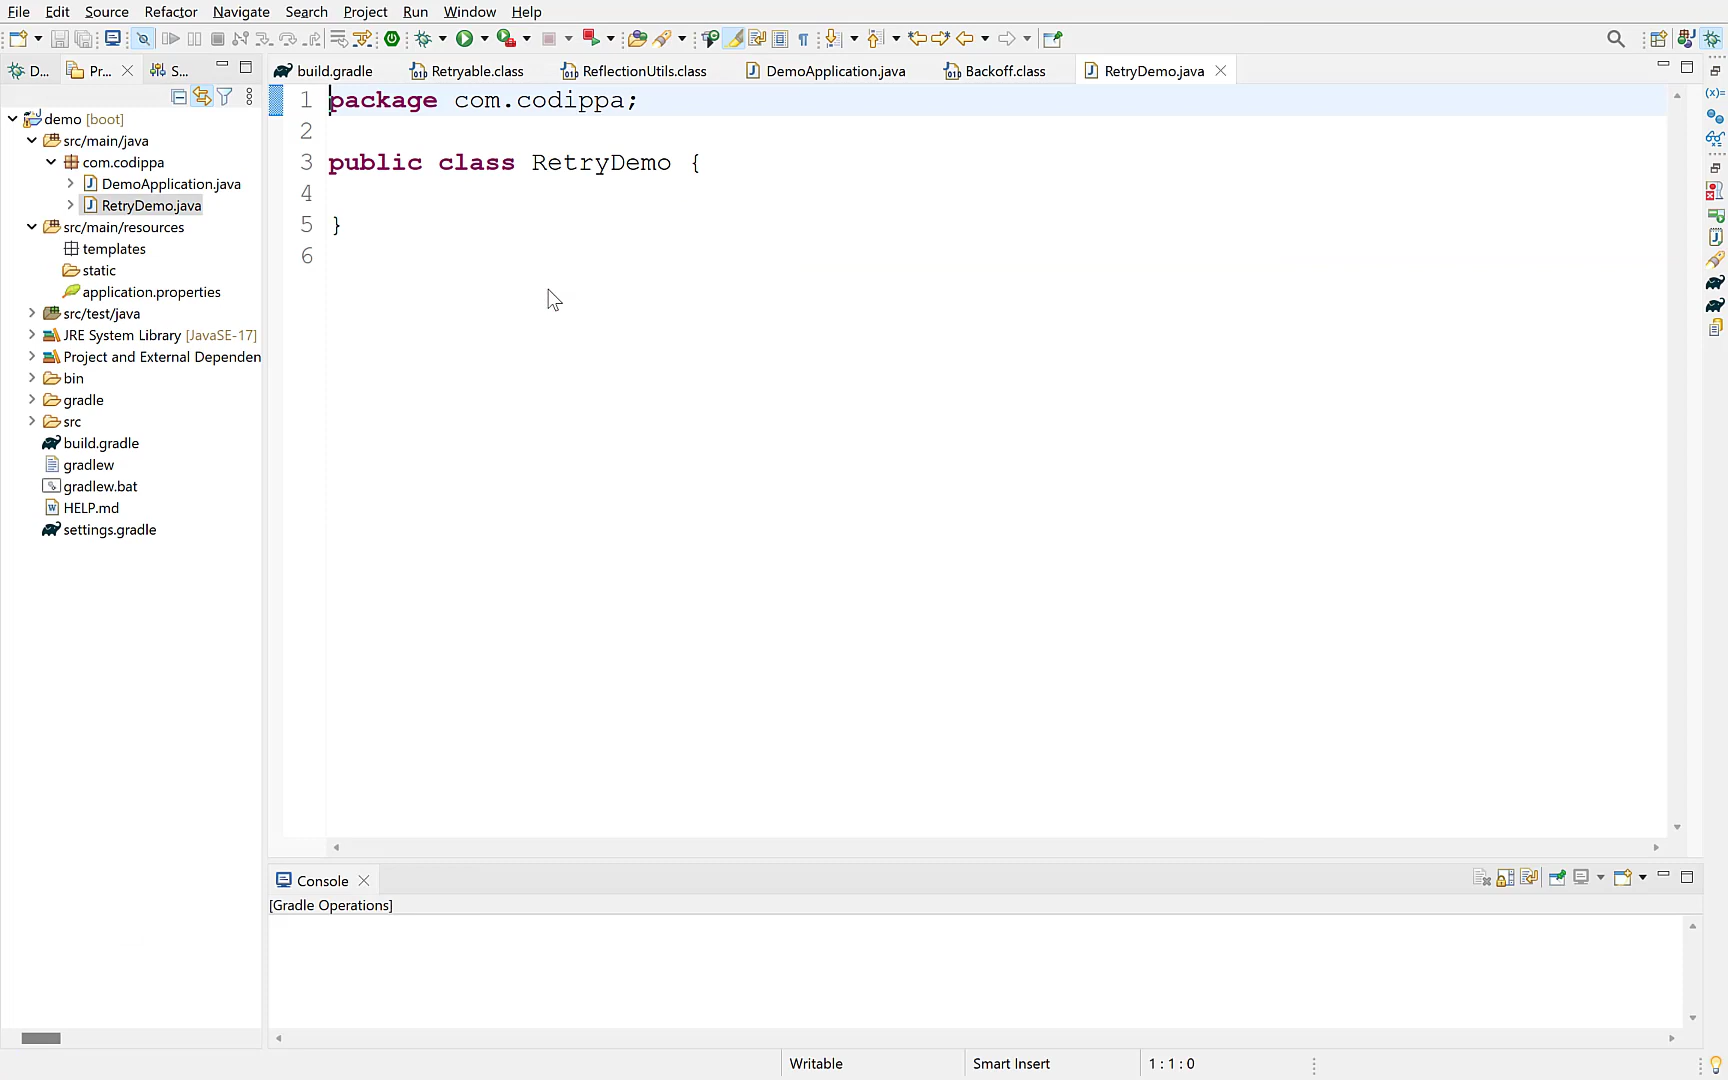 File Edit Source Refactor Navigate Search Project Run Window Help
D... Pr... S...
build.gradle Retryable.class ReflectionUtils.class DemoApplication.java Backoff.class RetryDemo.java
demo [boot]
src/main/java
com.codippa
DemoApplication.java
RetryDemo.java
src/main/resources
templates
static
application.properties
src/test/java
JRE System Library [JavaSE-17]
Project and External Dependen
bin
gradle
src
build.gradle
gradlew
gradlew.bat
HELP.md
settings.gradle
1 package com.codippa;
2
3 public class RetryDemo {
4
5 }
6
Console
[Gradle Operations]
Writable Smart Insert 1 : 1 : 0